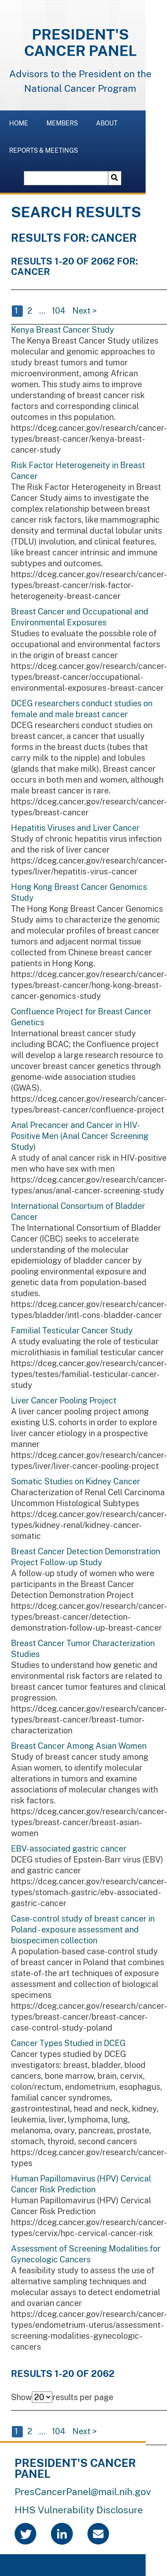 PRESIDENT'S
CANCER PANEL
Advisors to the President on the
National Cancer Program
HOME MEMBERS ABOUT
REPORTS & MEETINGS
SEARCH RESULTS
RESULTS FOR: CANCER
RESULTS 1-20 OF 2062 FOR:
CANCER
1 2 ... 104 Next >
Kenya Breast Cancer Study
The Kenya Breast Cancer Study utilizes
molecular and genomic approaches to
study breast tumors and tumor
microenvironment, among African
women. This study aims to improve
understanding of breast cancer risk
factors and corresponding clinical
outcomes in this population.
https://dceg.cancer.gov/research/cancer-
types/breast-cancer/kenya-breast-
cancer-study
Risk Factor Heterogeneity in Breast
Cancer
The Risk Factor Heterogeneity in Breast
Cancer Study aims to investigate the
complex relationship between breast
cancer risk factors, like mammographic
density and terminal ductal lobular units
(TDLU) involution, and clinical features,
like breast cancer intrinsic and immune
subtypes and outcomes.
https://dceg.cancer.gov/research/cancer-
types/breast-cancer/risk-factor-
heterogeneity-breast-cancer
Breast Cancer and Occupational and
Environmental Exposures
Studies to evaluate the possible role of
occupational and environmental factors
in the origin of breast cancer
https://dceg.cancer.gov/research/cancer-
types/breast-cancer/occupational-
environmental-exposures-breast-cancer
DCEG researchers conduct studies on
female and male breast cancer
DCEG researchers conduct studies on
breast cancer, a cancer that usually
forms in the breast ducts (tubes that
carry milk to the nipple) and lobules
(glands that make milk). Breast cancer
occurs in both men and women, although
male breast cancer is rare.
https://dceg.cancer.gov/research/cancer-
types/breast-cancer
Hepatitis Viruses and Liver Cancer
Study of chronic hepatitis virus infection
and the risk of liver cancer
https://dceg.cancer.gov/research/cancer-
types/liver/hepatitis-virus-cancer
Hong Kong Breast Cancer Genomics
Study
The Hong Kong Breast Cancer Genomics
Study aims to characterize the genomic
and molecular profiles of breast cancer
tumors and adjacent normal tissue
collected from Chinese breast cancer
patients in Hong Kong.
https://dceg.cancer.gov/research/cancer-
types/breast-cancer/hong-kong-breast-
cancer-genomics-study
Confluence Project for Breast Cancer
Genetics
International breast cancer study
including BCAC; the Confluence project
will develop a large research resource to
uncover breast cancer genetics through
genome-wide association studies
(GWAS).
https://dceg.cancer.gov/research/cancer-
types/breast-cancer/confluence-project
Anal Precancer and Cancer in HIV-
Positive Men (Anal Cancer Screening
Study)
A study of anal cancer risk in HIV-positive
men who have sex with men
https://dceg.cancer.gov/research/cancer-
types/anus/anal-cancer-screening-study
International Consortium of Bladder
Cancer
The International Consortium of Bladder
Cancer (ICBC) seeks to accelerate
understanding of the molecular
epidemiology of bladder cancer by
pooling environmental exposure and
genetic data from population-based
studies.
https://dceg.cancer.gov/research/cancer-
types/bladder/intl-cons-bladder-cancer
Familial Testicular Cancer Study
A study evaluating the role of testicular
microlithiasis in familial testicular cancer
https://dceg.cancer.gov/research/cancer-
types/testes/familial-testicular-cancer-
study
Liver Cancer Pooling Project
A liver cancer pooling project among
existing U.S. cohorts in order to explore
liver cancer etiology in a prospective
manner
https://dceg.cancer.gov/research/cancer-
types/liver/liver-cancer-pooling-project
Somatic Studies on Kidney Cancer
Characterization of Renal Cell Carcinoma
Uncommon Histological Subtypes
https://dceg.cancer.gov/research/cancer-
types/kidney-renal/kidney-cancer-
somatic
Breast Cancer Detection Demonstration
Project Follow-up Study
A follow-up study of women who were
participants in the Breast Cancer
Detection Demonstration Project
https://dceg.cancer.gov/research/cancer-
types/breast-cancer/detection-
demonstration-follow-up-breast-cancer
Breast Cancer Tumor Characterization
Studies
Studies to understand how genetic and
environmental risk factors are related to
breast cancer tumor features and clinical
progression.
https://dceg.cancer.gov/research/cancer-
types/breast-cancer/breast-tumor-
characterization
Breast Cancer Among Asian Women
Study of breast cancer study among
Asian women, to identify molecular
alterations in tumors and examine
associations of molecular changes with
risk factors.
https://dceg.cancer.gov/research/cancer-
types/breast-cancer/breast-asian-
women
EBV-associated gastric cancer
DCEG studies of Epstein-Barr virus (EBV)
and gastric cancer
https://dceg.cancer.gov/research/cancer-
types/stomach-gastric/ebv-associated-
gastric-cancer
Case-control study of breast cancer in
Poland - exposure assessment and
biospecimen collection
A population-based case-control study
of breast cancer in Poland that combines
state-of-the art techniques of exposure
assessment and collection of biological
specimens
https://dceg.cancer.gov/research/cancer-
types/breast-cancer/breast-cancer-
case-control-study-poland
Cancer Types Studied in DCEG
Cancer types studied by DCEG
investigators: breast, bladder, blood
cancers, bone marrow, brain, cervix,
colon/rectum, endometrium, esophagus,
familial cancer syndromes,
gastrointestinal, head and neck, kidney,
leukemia, liver, lymphoma, lung,
melanoma, ovary, pancreas, prostate,
stomach, thyroid, second cancers
https://dceg.cancer.gov/research/cancer-
types
Human Papillomavirus (HPV) Cervical
Cancer Risk Prediction
Human Papillomavirus (HPV) Cervical
Cancer Risk Prediction
https://dceg.cancer.gov/research/cancer-
types/cervix/hpc-cervical-cancer-risk
Assessment of Screening Modalities for
Gynecologic Cancers
A feasibility study to assess the use of
alternative sampling techniques and
molecular assays to detect endometrial
and ovarian cancer
https://dceg.cancer.gov/research/cancer-
types/endometrium-uterus/assessment-
screening-modalities-gynecologic-
cancers
RESULTS 1-20 OF 2062
Show 20 results per page
1 2 ... 104 Next >
PRESIDENT'S CANCER
PANEL
PresCancerPanel@mail.nih.gov
HHS Vulnerability Disclosure